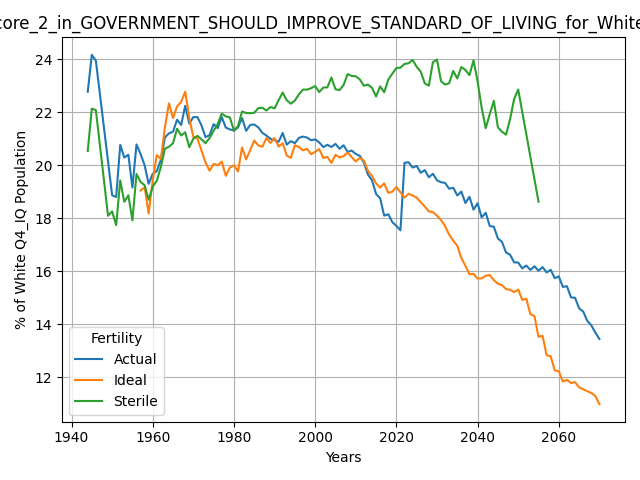 core_2_in_GOVERNMENT_SHOULD_IMPROVE_STANDARD_OF_LIVING_for_White
24
22
20
18
16
14
12
% of White Q4_IQ Population
Fertility
Actual
Ideal
Sterile
1940 1960 1980 2000 2020 2040 2060
Years